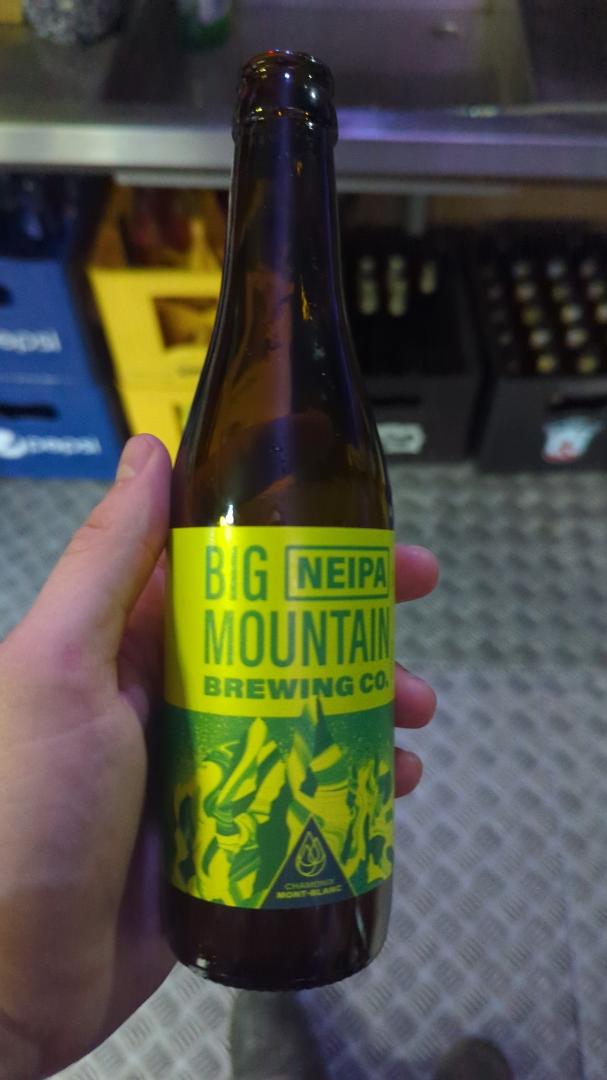 BIG NEIPA
MOUNTAIN
BREWING CO.
CHAMONIX
MONT-BLANC
pepsi
pepsi